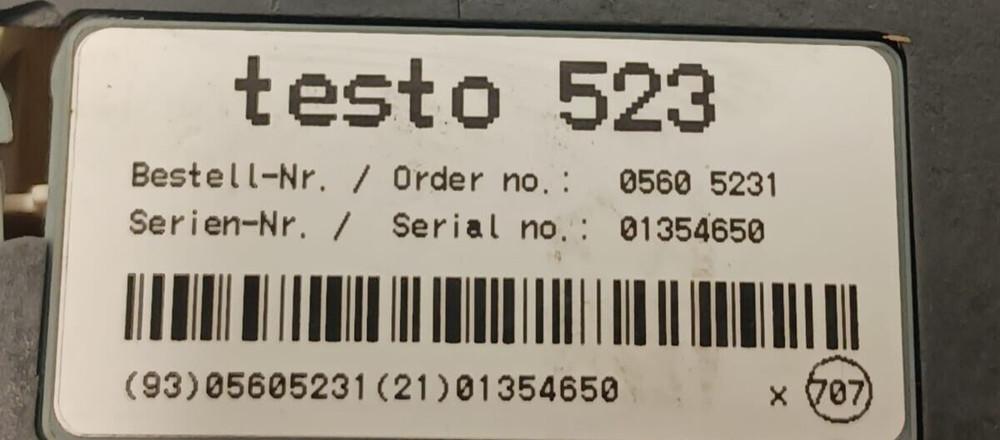 testo 523
Bestell-Nr. / Order no.: 0560 5231
Serien-Nr. / Serial no.: 01354650
(93)05605231(21)01354650 x 707